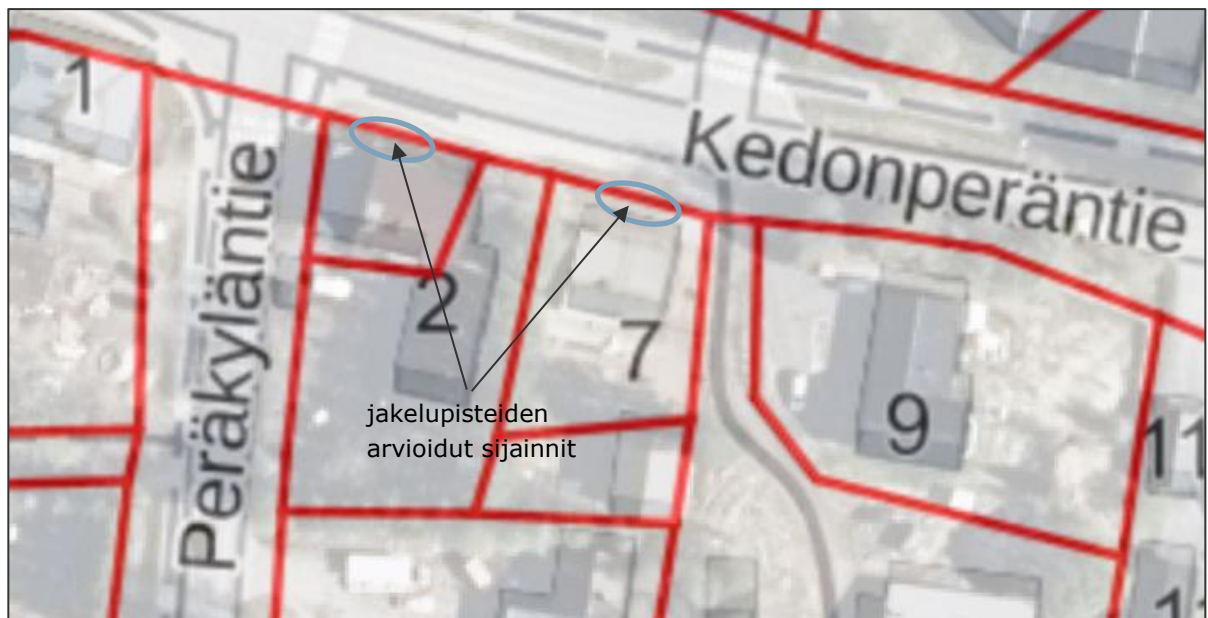 1
Kedonperäntie
Peräkyläntie
2
7
9
11
jakelupisteiden
arvioidut sijainnit